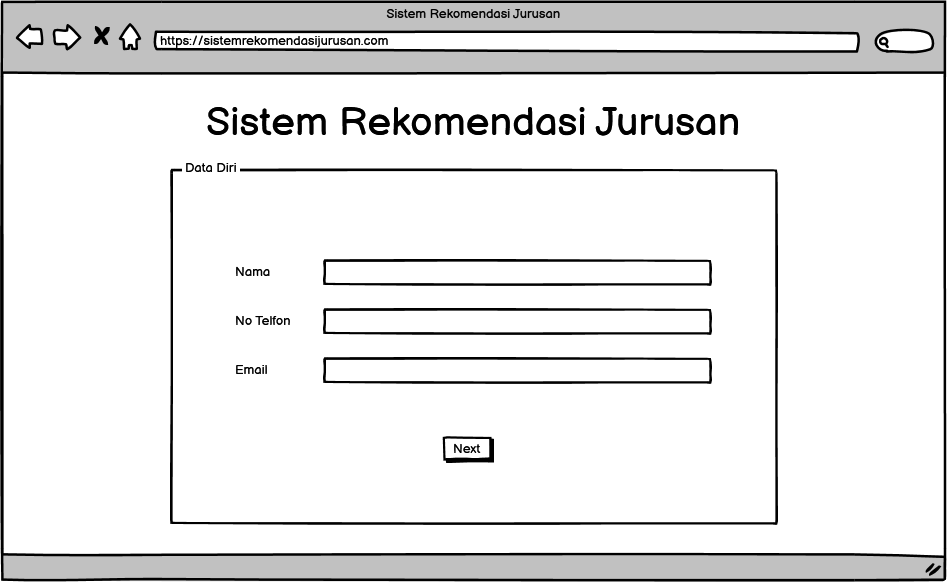 Sistem Rekomendasi Jurusan
https://sistemrekomendasijurusan.com
Sistem Rekomendasi Jurusan
Data Diri
Nama
No Telfon
Email
Next